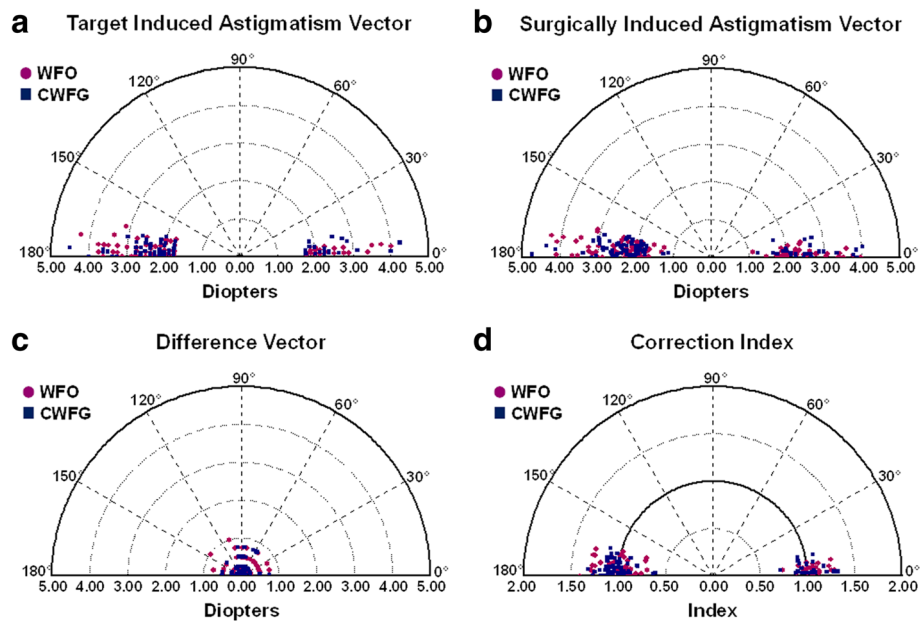 a Target Induced Astigmatism Vector
WFO
CWFG
90°
120° 60°
150° 30°
180° 0°
5.00 4.00 3.00 2.00 1.00 0.00 1.00 2.00 3.00 4.00 5.00
Diopters
b Surgically Induced Astigmatism Vector
WFO
CWFG
90°
120° 60°
150° 30°
180° 0°
5.00 4.00 3.00 2.00 1.00 0.00 1.00 2.00 3.00 4.00 5.00
Diopters
c Difference Vector
WFO
CWFG
90°
120° 60°
150° 30°
180° 0°
5.00 4.00 3.00 2.00 1.00 0.00 1.00 2.00 3.00 4.00 5.00
Diopters
d Correction Index
WFO
CWFG
90°
120° 60°
150° 30°
180° 0°
2.00 1.50 1.00 0.50 0.00 0.50 1.00 1.50 2.00
Index